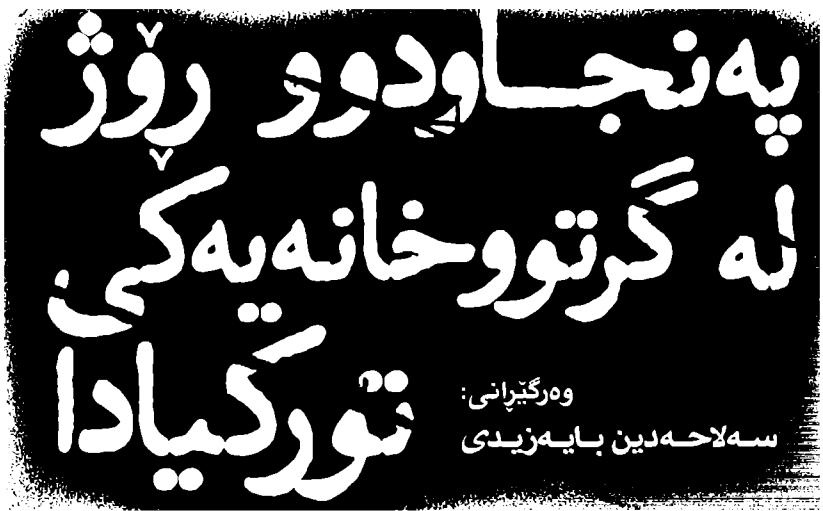 پەنجاودوو ڕۆژ
لە گرتووخانەیەکی
تورکیادا
وەرگێڕانی:
سەلاحەدین بایەزیدی